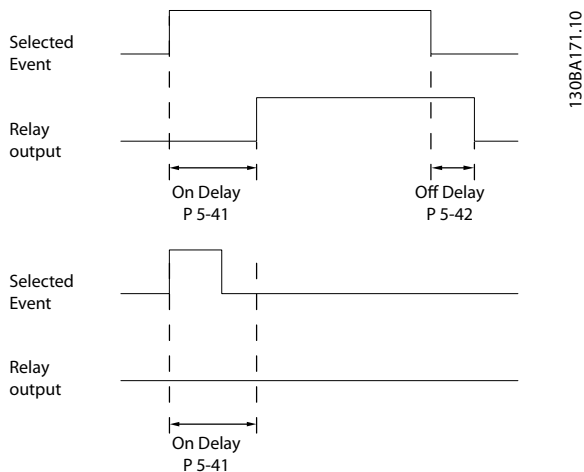 130BA171.10
Selected
Event
Relay
output
On Delay
P 5-41
Off Delay
P 5-42
Selected
Event
Relay
output
On Delay
P 5-41